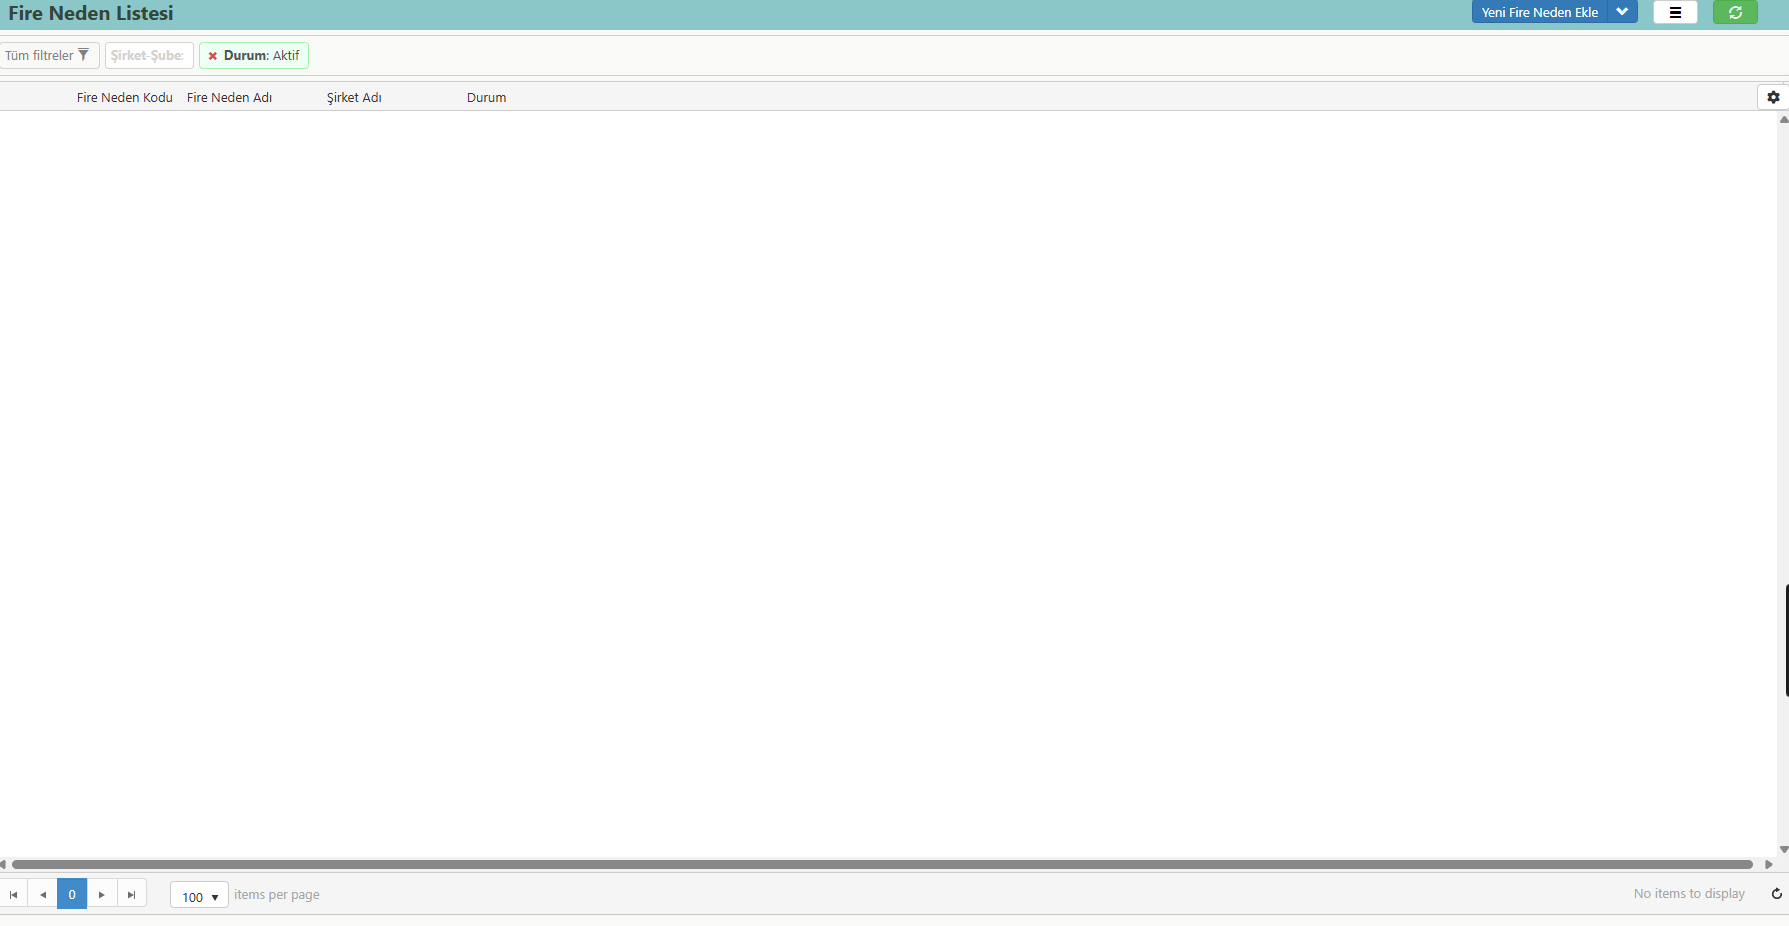 Fire Neden Listesi
Yeni Fire Neden Ekle
Tüm filtreler
Şirket-Şube:
Durum: Aktif
Fire Neden Kodu Fire Neden Adı Şirket Adı Durum
0
100 items per page
No items to display